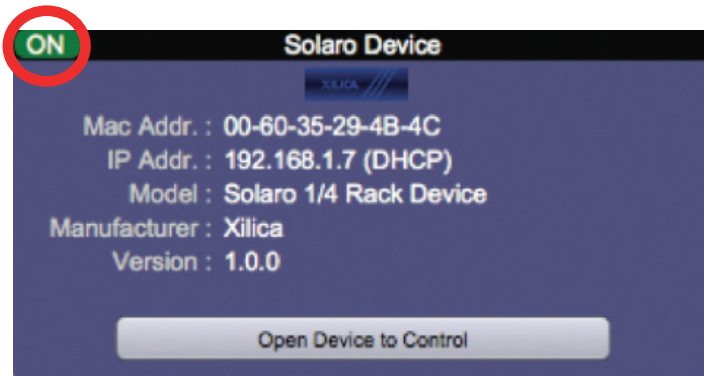 ON Solaro Device
XILICA
Mac Addr. : 00-60-35-29-4B-4C
IP Addr. : 192.168.1.7 (DHCP)
Model : Solaro 1/4 Rack Device
Manufacturer : Xilica
Version : 1.0.0
Open Device to Control